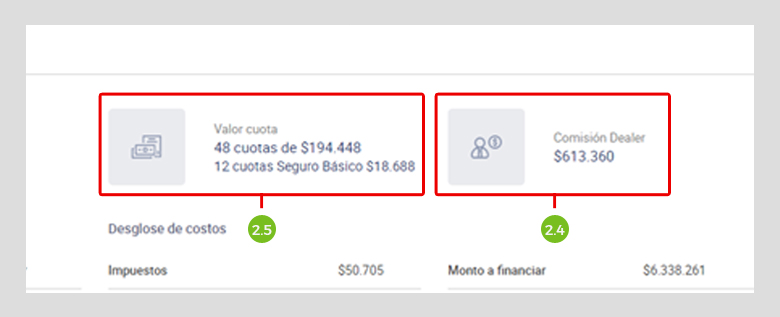 Valor cuota
48 cuotas de $194.448
12 cuotas Seguro Básico $18.688
Comisión Dealer
$613.360
2.5
2.4
Desglose de costos
Impuestos $50.705
Monto a financiar $6.338.261